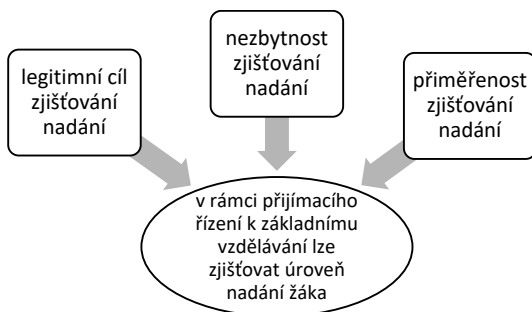 legitimní cíl
zjišťování
nadání
nezbytnost
zjišťování
nadání
přiměřenost
zjišťování
nadání
v rámci přijímacího
řízení k základnímu
vzdělávání lze
zjišťovat úroveň
nadání žáka